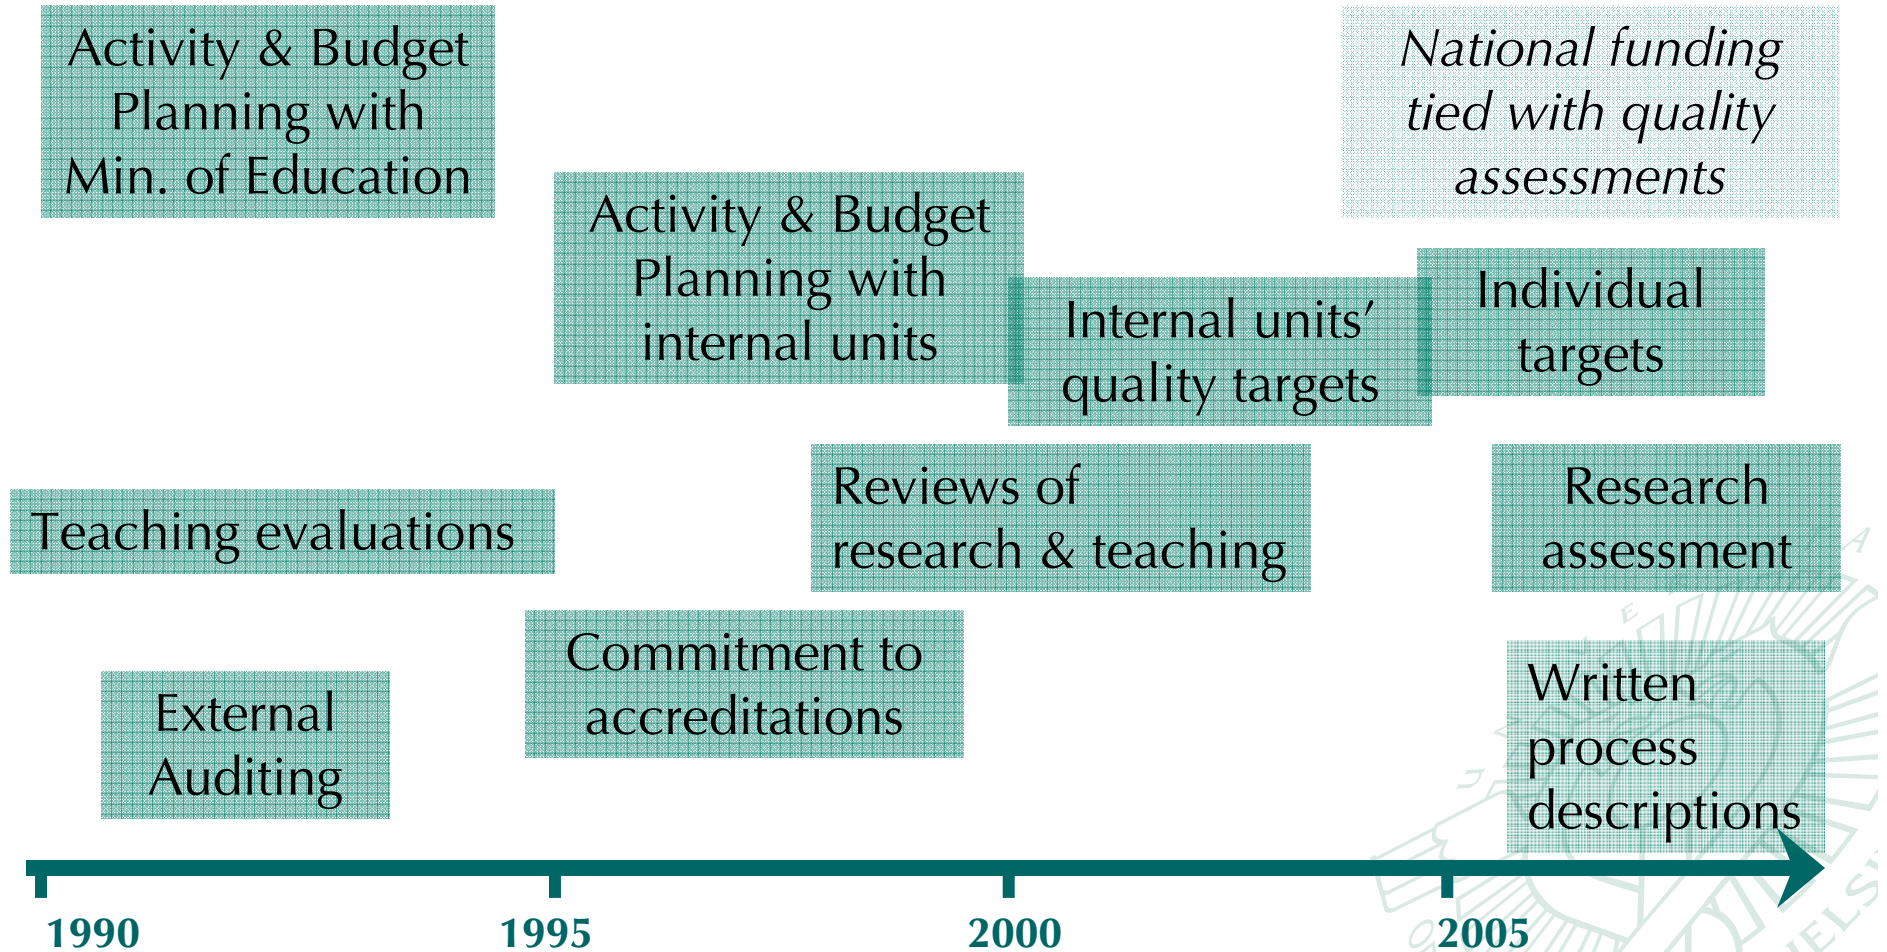 Activity & Budget
Planning with
Min. of Education
National funding
tied with quality
assessments
Activity & Budget
Planning with
internal units
Internal units’
quality targets
Individual
targets
Teaching evaluations
Reviews of
research & teaching
Research
assessment
External
Auditing
Commitment to
accreditations
Written
process
descriptions
1990
1995
2000
2005